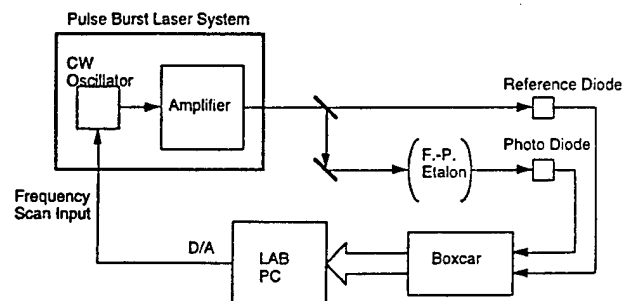 Pulse Burst Laser System
CW
Oscillator
Amplifier
Reference Diode
F.-P.
Etalon
Photo Diode
Frequency
Scan Input
D/A
LAB
PC
Boxcar